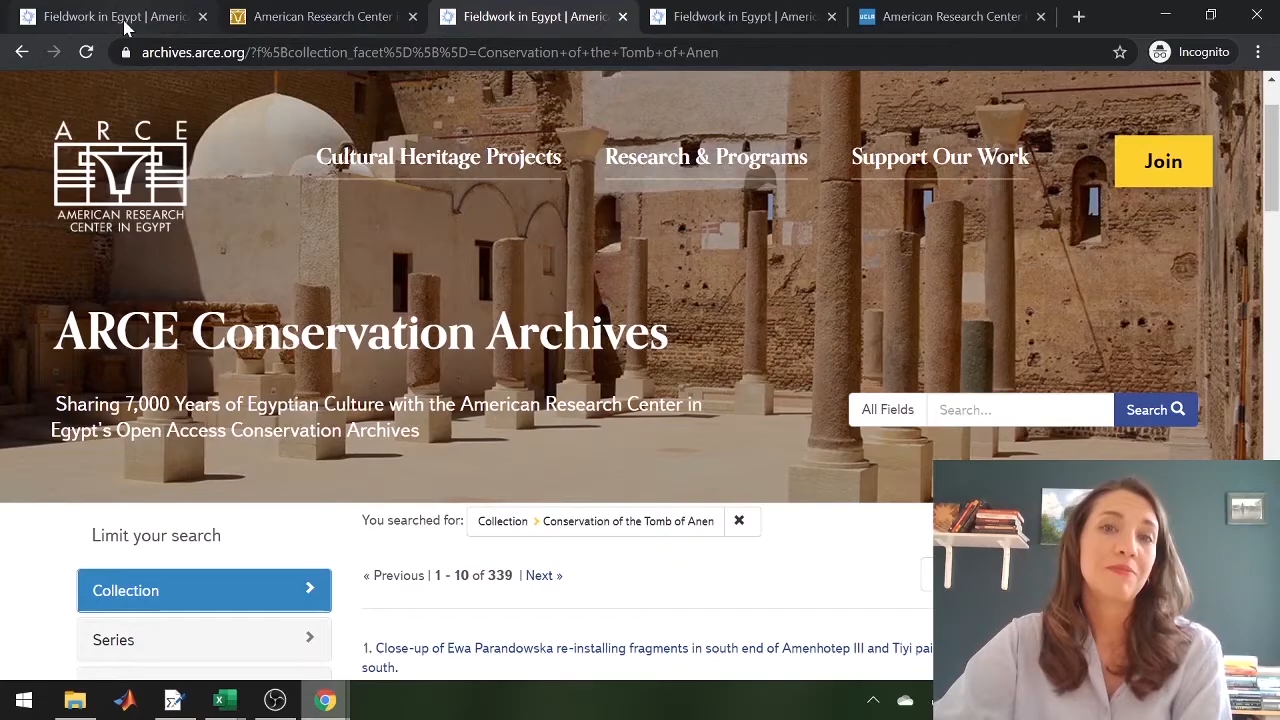 Fieldwork in Egypt | Americ
American Research Center i
Fieldwork in Egypt | Americ
Fieldwork in Egypt | Americ
UCLA
American Research Center i
archives.arce.org/?f%5Bcollection_facet%5D%5B%5D=Conservation+of+the+Tomb+of+Anen
Incognito
ARCE
AMERICAN RESEARCH
CENTER IN EGYPT
Cultural Heritage Projects
Research & Programs
Support Our Work
Join
ARCE Conservation Archives
Sharing 7,000 Years of Egyptian Culture with the American Research Center in
Egypt's Open Access Conservation Archives
All Fields
Search...
Search
Limit your search
Collection
Series
You searched for:
Collection > Conservation of the Tomb of Anen
« Previous | 1 - 10 of 339 | Next »
1. Close-up of Ewa Parandowska re-installing fragments in south end of Amenhotep III and Tiyi pai
south.